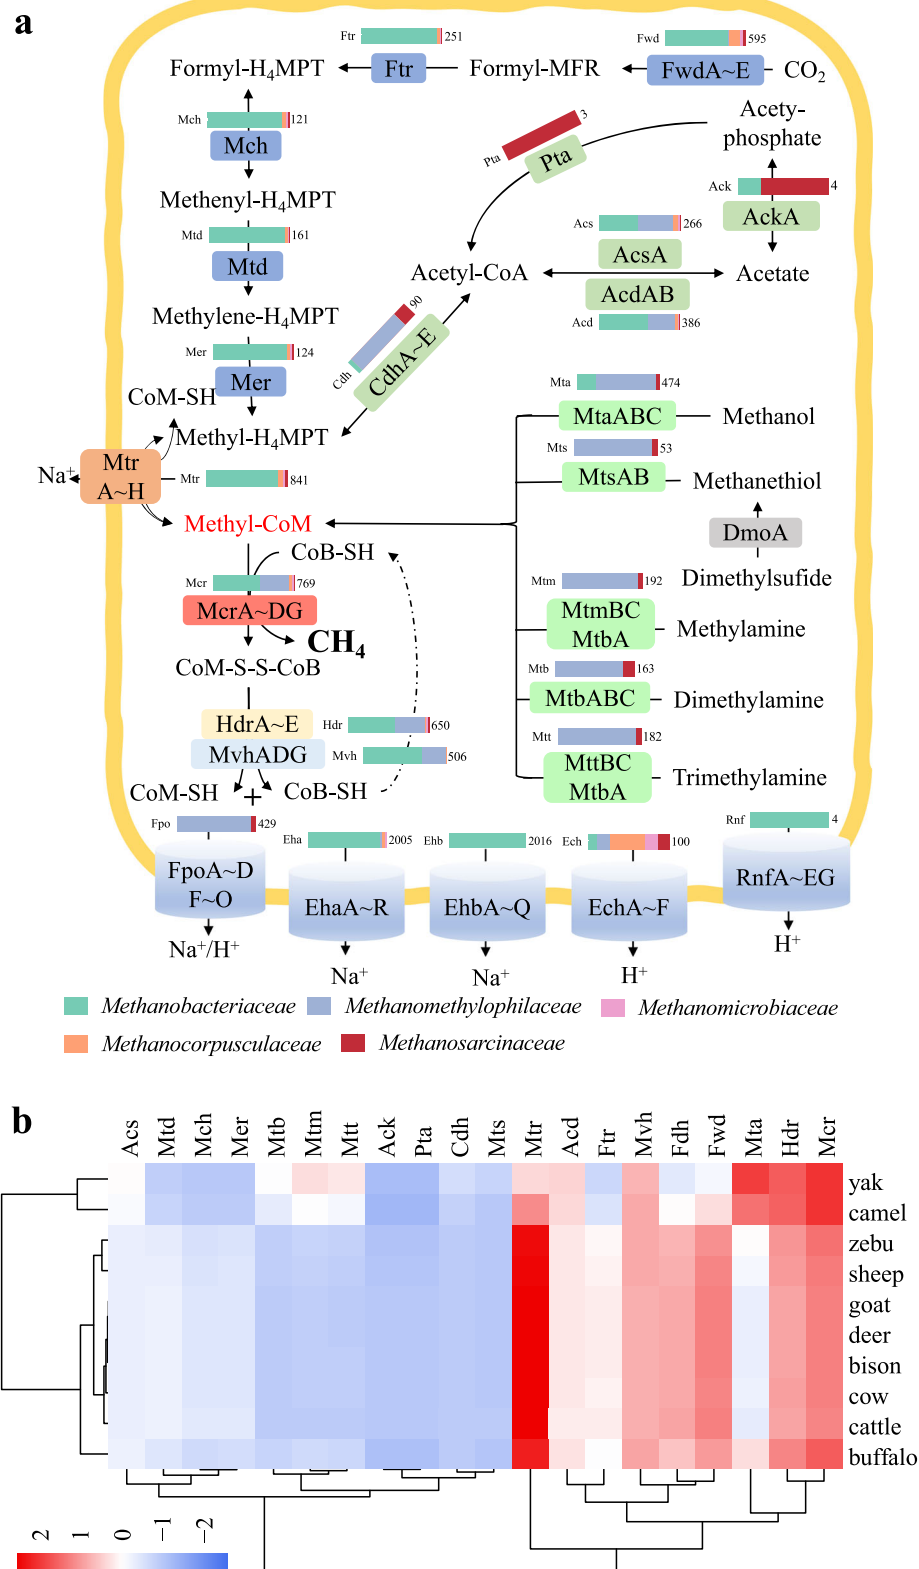 a
Ftr 251
Fwd 595
Formyl-H₄MPT Ftr Formyl-MFR FwdA~E CO₂
Mch 121
Mch
Pta 3
Pta
Acety-
phosphate
Ack 4
AckA
Methenyl-H₄MPT
Mtd 161
Mtd
Acs 266
AcsA
Acetyl-CoA
Acetate
AcdAB
Acd 386
Methylene-H₄MPT
Mer 124
Mer
Cdh 90
CdhA~E
CoM-SH
Methyl-H₄MPT
Mta 474
MtaABC Methanol
Mts 53
MtsAB Methanethiol
Na⁺
Mtr
A~H
Mtr 841
DmoA
Methyl-CoM
CoB-SH
Dimethylsufide
Mcr 769
McrA~DG
CH₄
Mtm 192
MtmBC
MtbA
Methylamine
CoM-S-S-CoB
Mtb 163
MtbABC Dimethylamine
HdrA~E
Hdr 650
MvhADG
Mvh 506
Mtt 182
MttBC
MtbA
Trimethylamine
CoM-SH + CoB-SH
Fpo 429
Eha 2005
Ehb 2016
Ech 100
Rnf 4
FpoA~D
F~O
EhaA~R
EhbA~Q
EchA~F
RnfA~EG
Na⁺/H⁺
Na⁺
Na⁺
H⁺
H⁺
Methanobacteriaceae Methanomethylophilaceae Methanomicrobiaceae
Methanocorpusculaceae Methanosarcinaceae
b
Acs Mtd Mch Mer Mtb Mtm Mtt Ack Pta Cdh Mts Mtr Acd Ftr Mvh Fdh Fwd Mta Hdr Mcr
yak
camel
zebu
sheep
goat
deer
bison
cow
cattle
buffalo
2 1 0 −1 −2